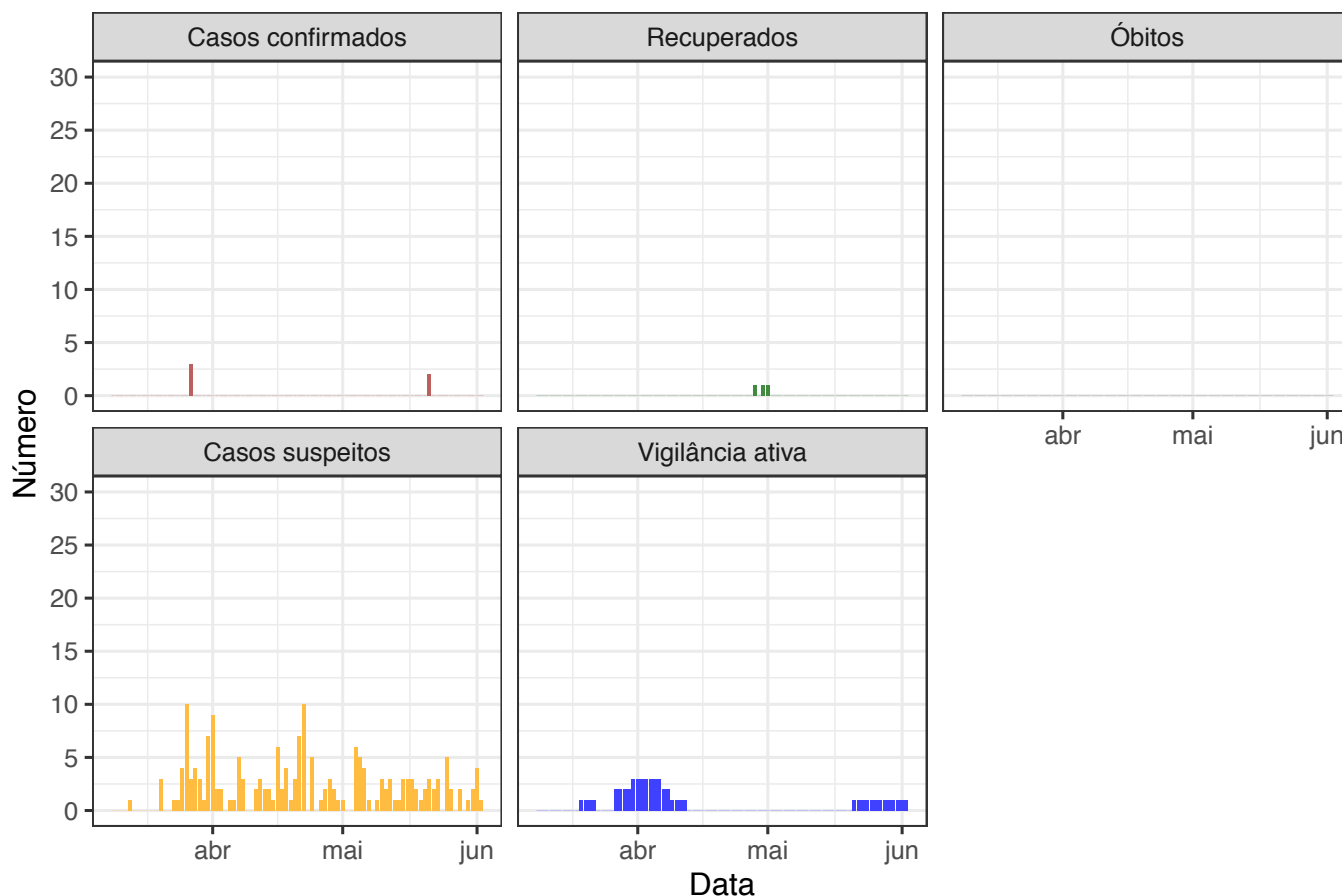 Casos confirmados
Recuperados
Óbitos
30
25
20
15
10
5
0
abr
mai
jun
Número
Casos suspeitos
Vigilância ativa
30
25
20
15
10
5
0
abr
mai
jun
abr
mai
jun
Data